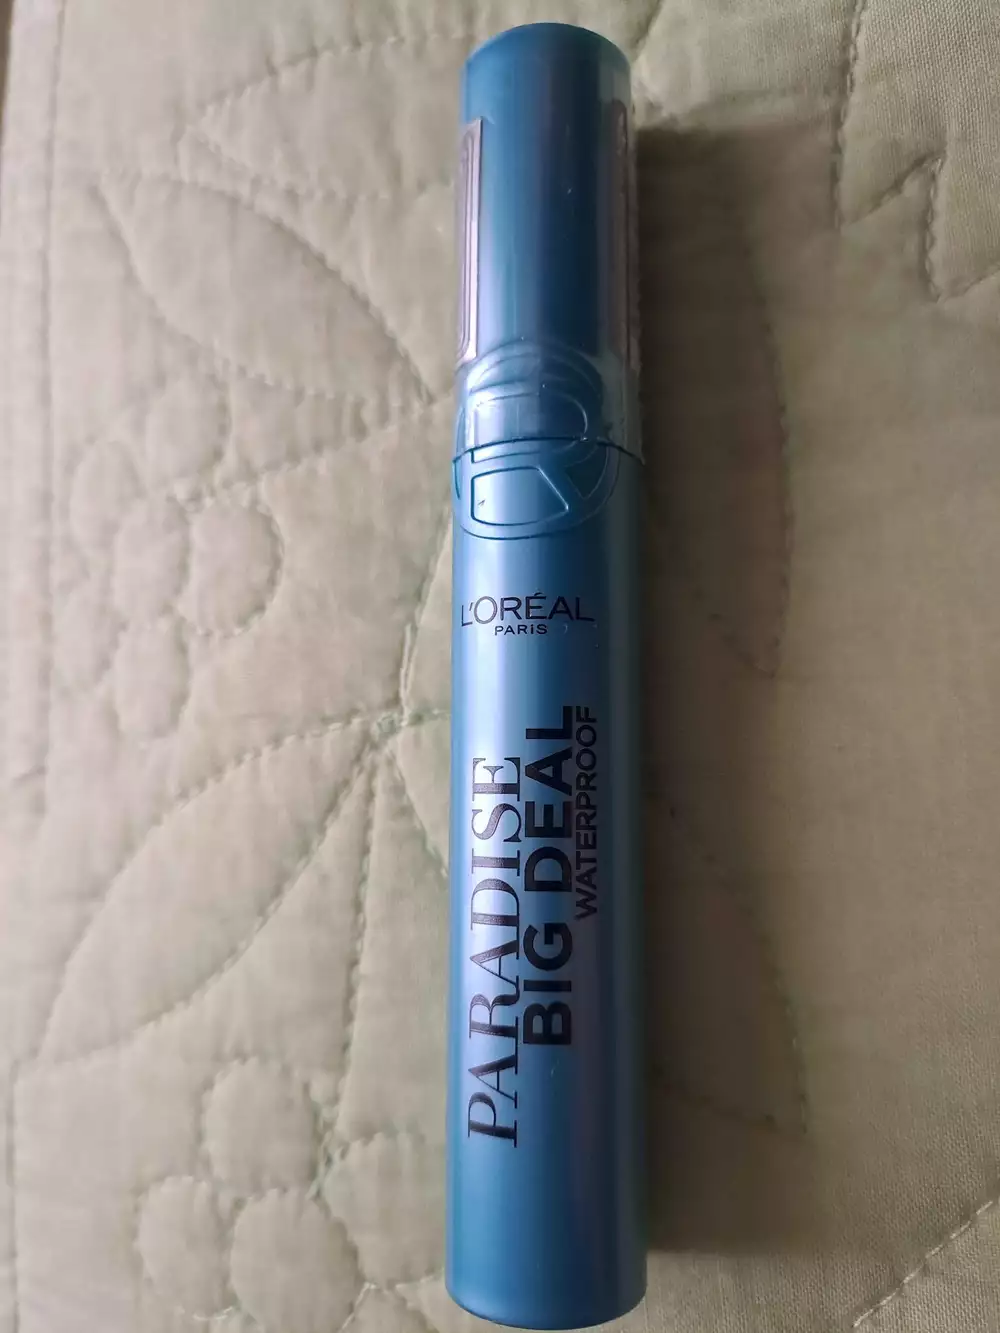 L'ORÉAL
PARIS
PARADISE
BIG DEAL
WATERPROOF